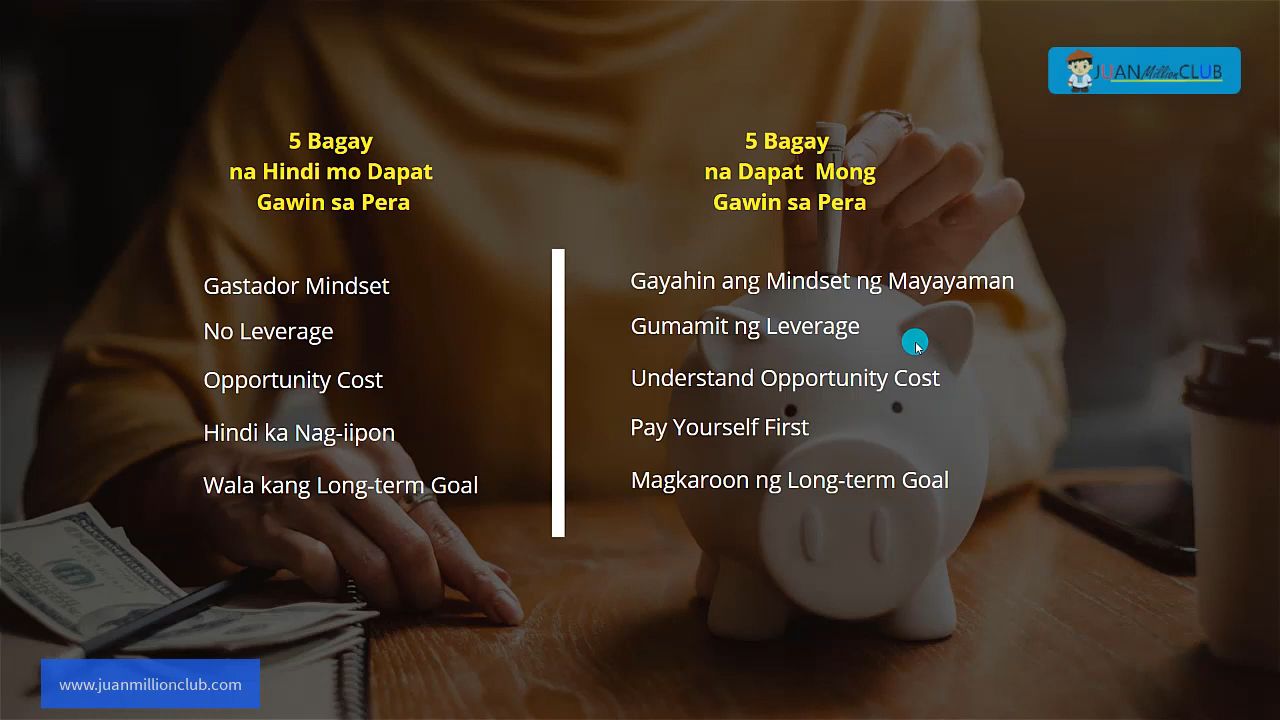 JUAN Million CLUB
5 Bagay
na Hindi mo Dapat
Gawin sa Pera
Gastador Mindset
No Leverage
Opportunity Cost
Hindi ka Nag-iipon
Wala kang Long-term Goal
5 Bagay
na Dapat Mong
Gawin sa Pera
Gayahin ang Mindset ng Mayayaman
Gumamit ng Leverage
Understand Opportunity Cost
Pay Yourself First
Magkaroon ng Long-term Goal
www.juanmillionclub.com